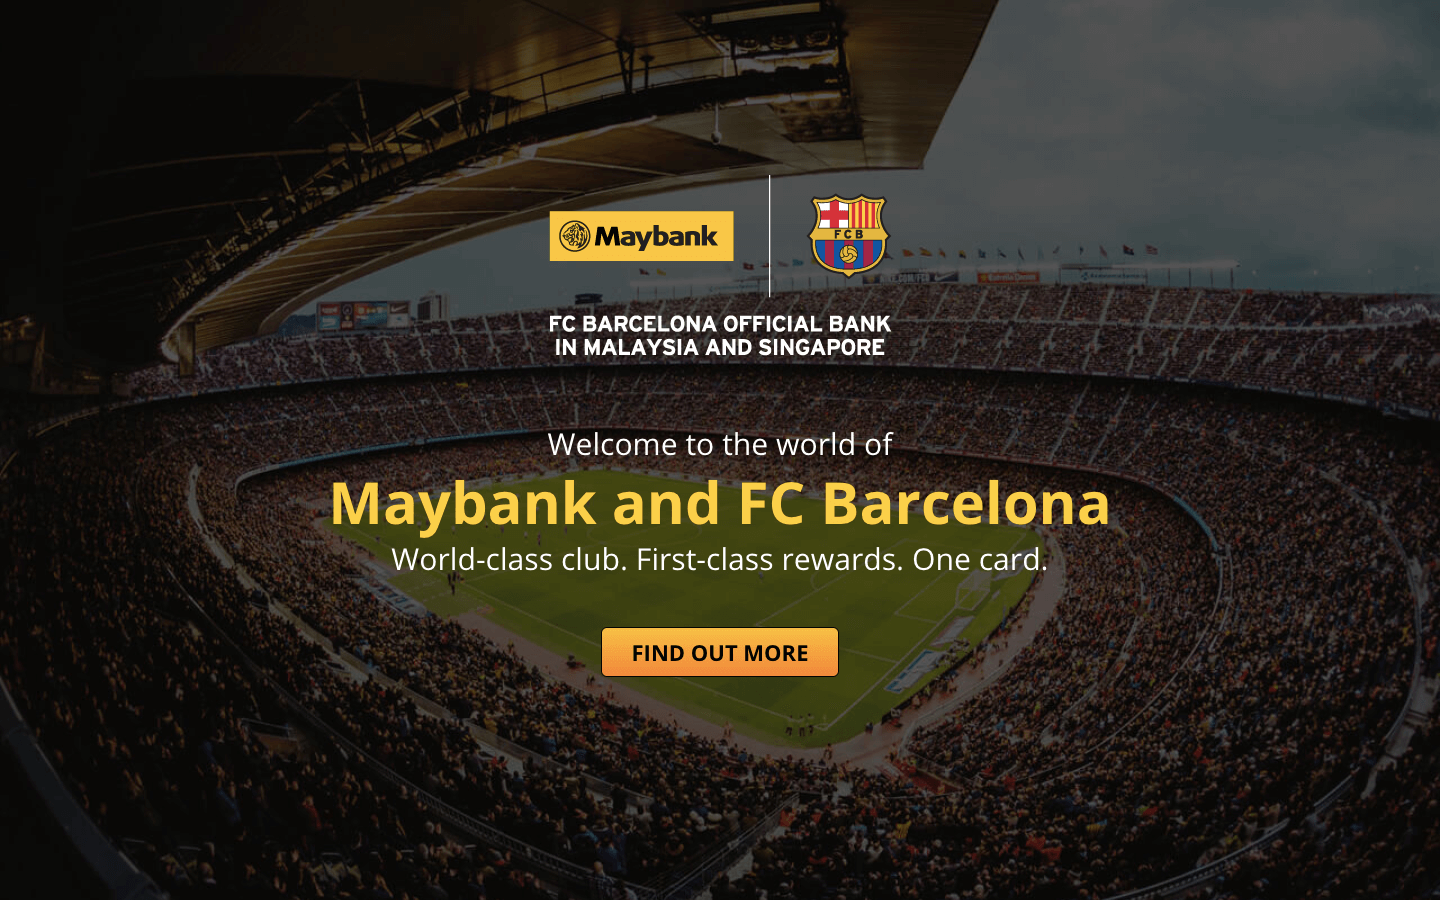 Maybank
FCB
FC BARCELONA OFFICIAL BANK
IN MALAYSIA AND SINGAPORE
Welcome to the world of
Maybank and FC Barcelona
World-class club. First-class rewards. One card.
FIND OUT MORE